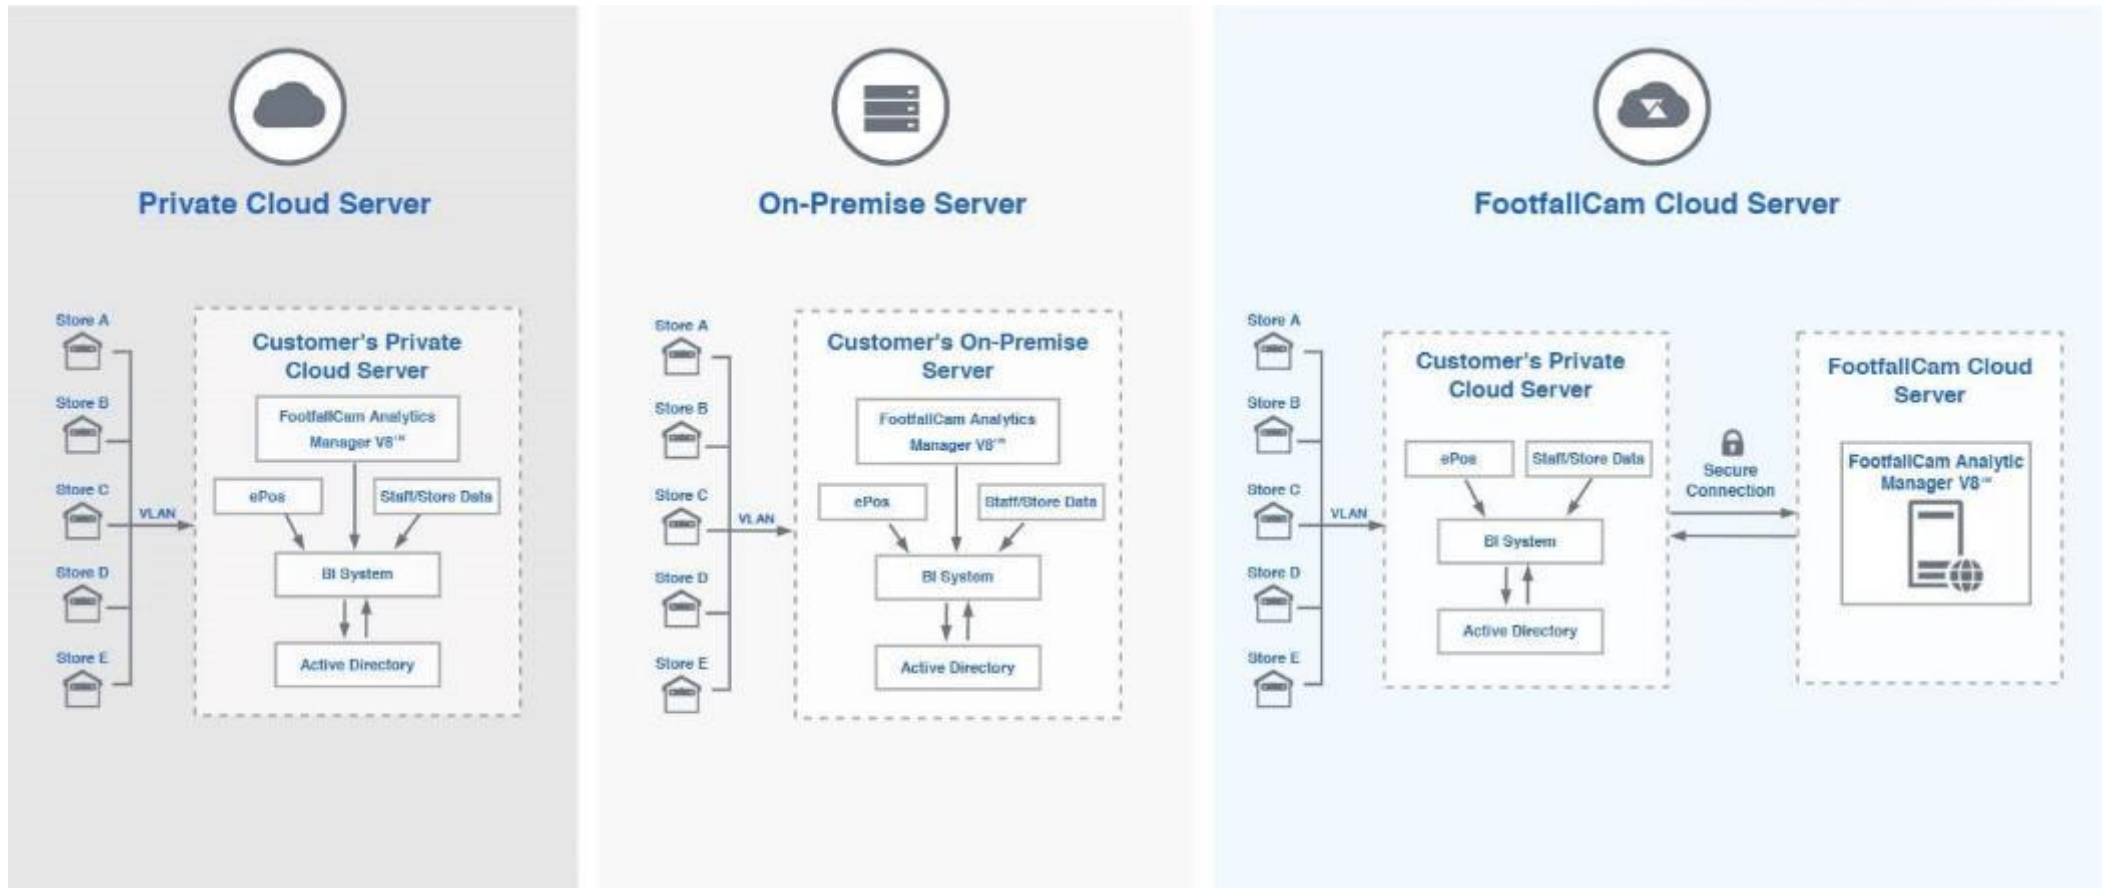 Private Cloud Server
Store A
Store B
Store C
Store D
Store E
VLAN
Customer's Private
Cloud Server
FootfallCam Analytics
Manager V8™
ePos
Staff/Store Data
BI System
Active Directory
On-Premise Server
Store A
Store B
Store C
Store D
Store E
VLAN
Customer's On-Premise
Server
FootfallCam Analytics
Manager V8™
ePos
Staff/Store Data
BI System
Active Directory
FootfallCam Cloud Server
Store A
Store B
Store C
Store D
Store E
VLAN
Customer's Private
Cloud Server
ePos
Staff/Store Data
BI System
Active Directory
Secure
Connection
FootfallCam Cloud
Server
FootfallCam Analytic
Manager V8™